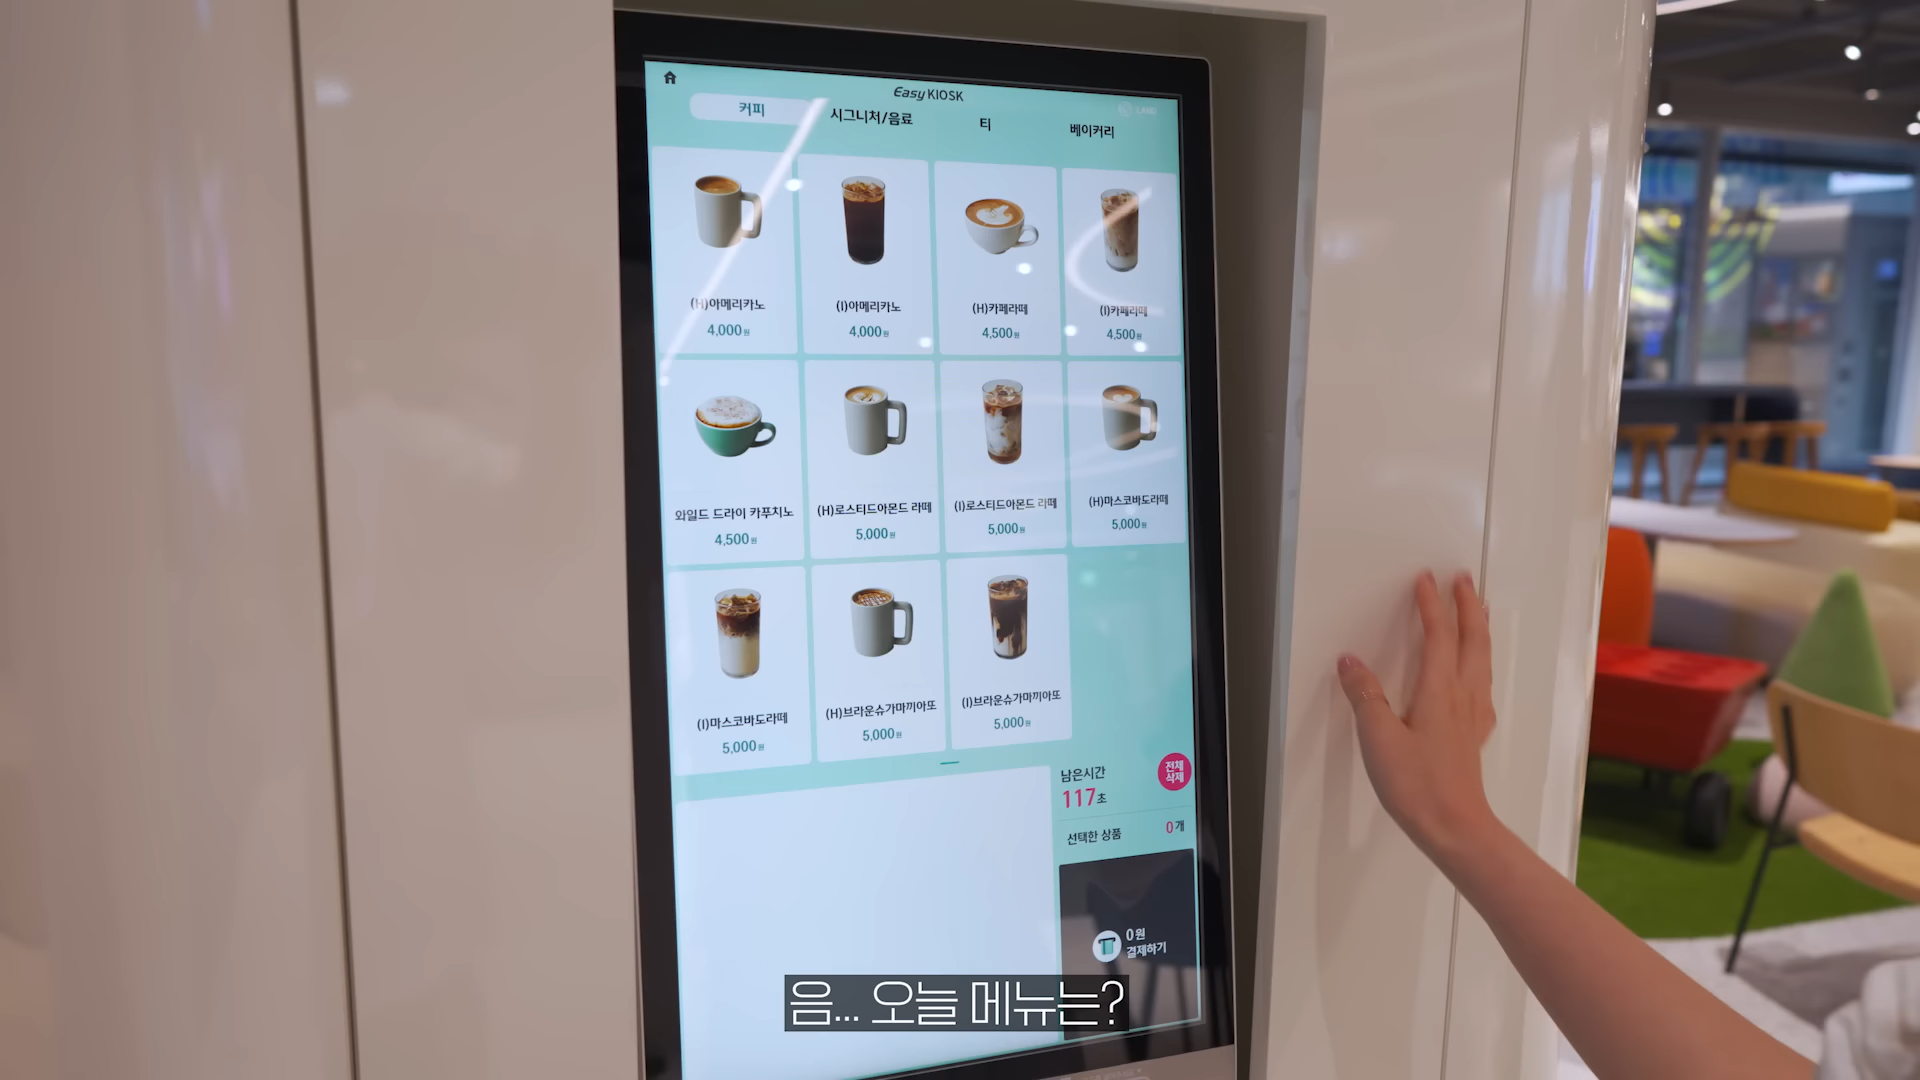 Easy KIOSK
커피
시그니처/음료
티
베이커리
(H)아메리카노
4,000원
(I)아메리카노
4,000원
(H)카페라떼
4,500원
(I)카페라떼
4,500원
와일드 드라이 카푸치노
4,500원
(H)로스티드아몬드 라떼
5,000원
(I)로스티드아몬드 라떼
5,000원
(H)마스코바도라떼
5,000원
(I)마스코바도라떼
5,000원
(H)브라운슈가마끼아또
5,000원
(I)브라운슈가마끼아또
5,000원
남은시간
117초
전체
삭제
선택한 상품
0개
0원
결제하기
음... 오늘 메뉴는?